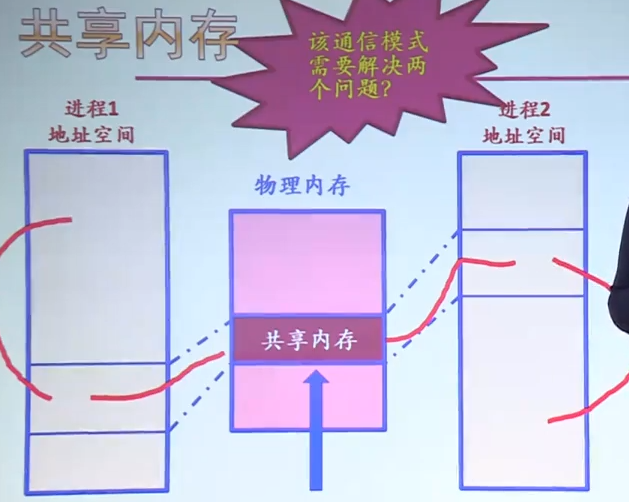 共享内存
该通信模式
需要解决两
个问题?
进程1
地址空间
进程2
地址空间
物理内存
共享内存